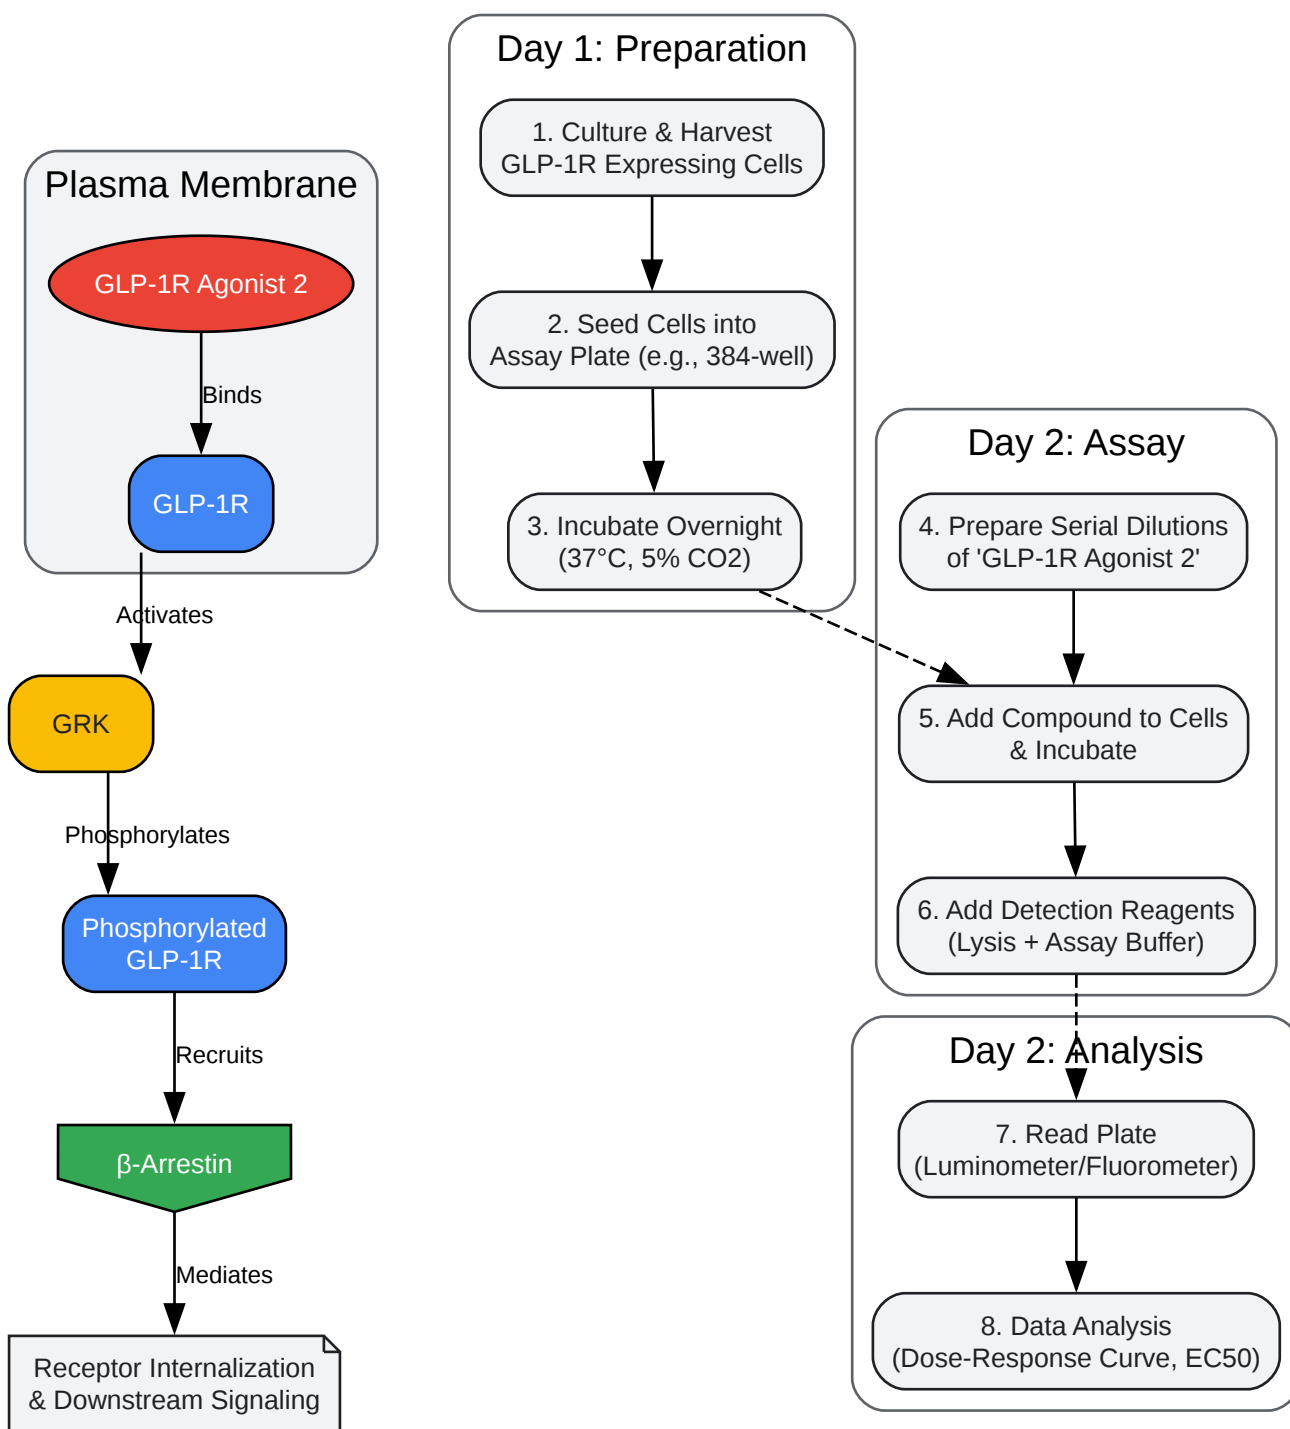 Plasma Membrane
GLP-1R Agonist 2
Binds
GLP-1R
Activates
GRK
Phosphorylates
Phosphorylated
GLP-1R
Recruits
β-Arrestin
Mediates
Receptor Internalization
& Downstream Signaling
Day 1: Preparation
1. Culture & Harvest
GLP-1R Expressing Cells
2. Seed Cells into
Assay Plate (e.g., 384-well)
3. Incubate Overnight
(37°C, 5% CO2)
Day 2: Assay
4. Prepare Serial Dilutions
of 'GLP-1R Agonist 2'
5. Add Compound to Cells
& Incubate
6. Add Detection Reagents
(Lysis + Assay Buffer)
Day 2: Analysis
7. Read Plate
(Luminometer/Fluorometer)
8. Data Analysis
(Dose-Response Curve, EC50)